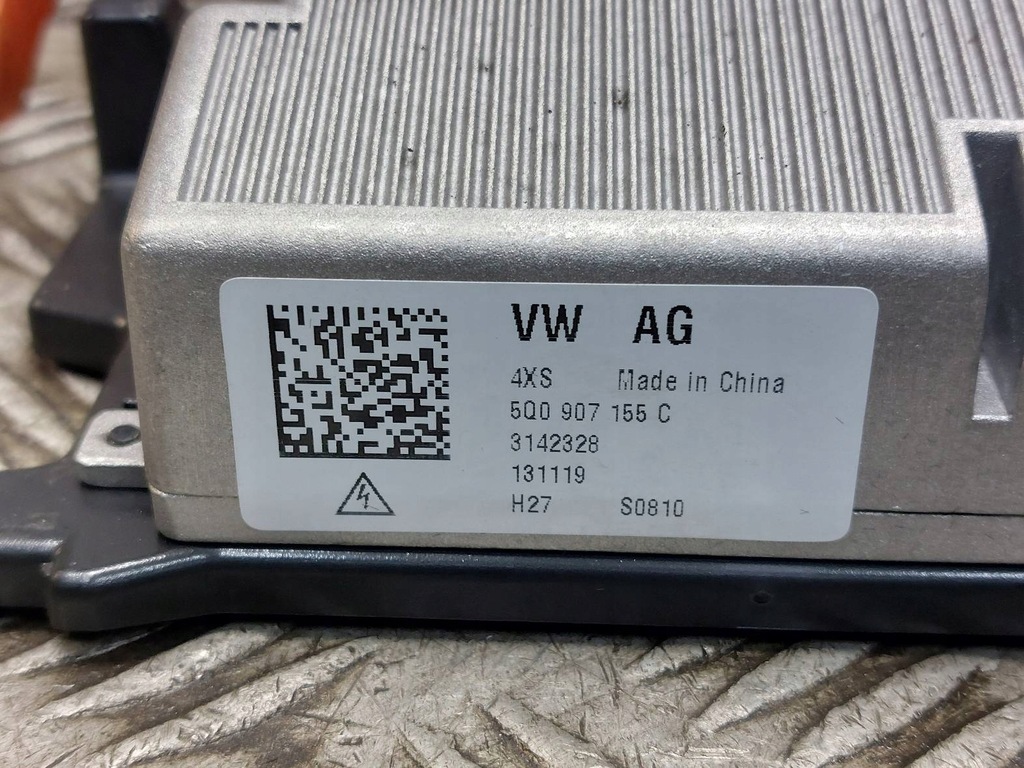 VW AG
4XS Made in China
5Q0 907 155 C
3142328
131119
H27 S0810